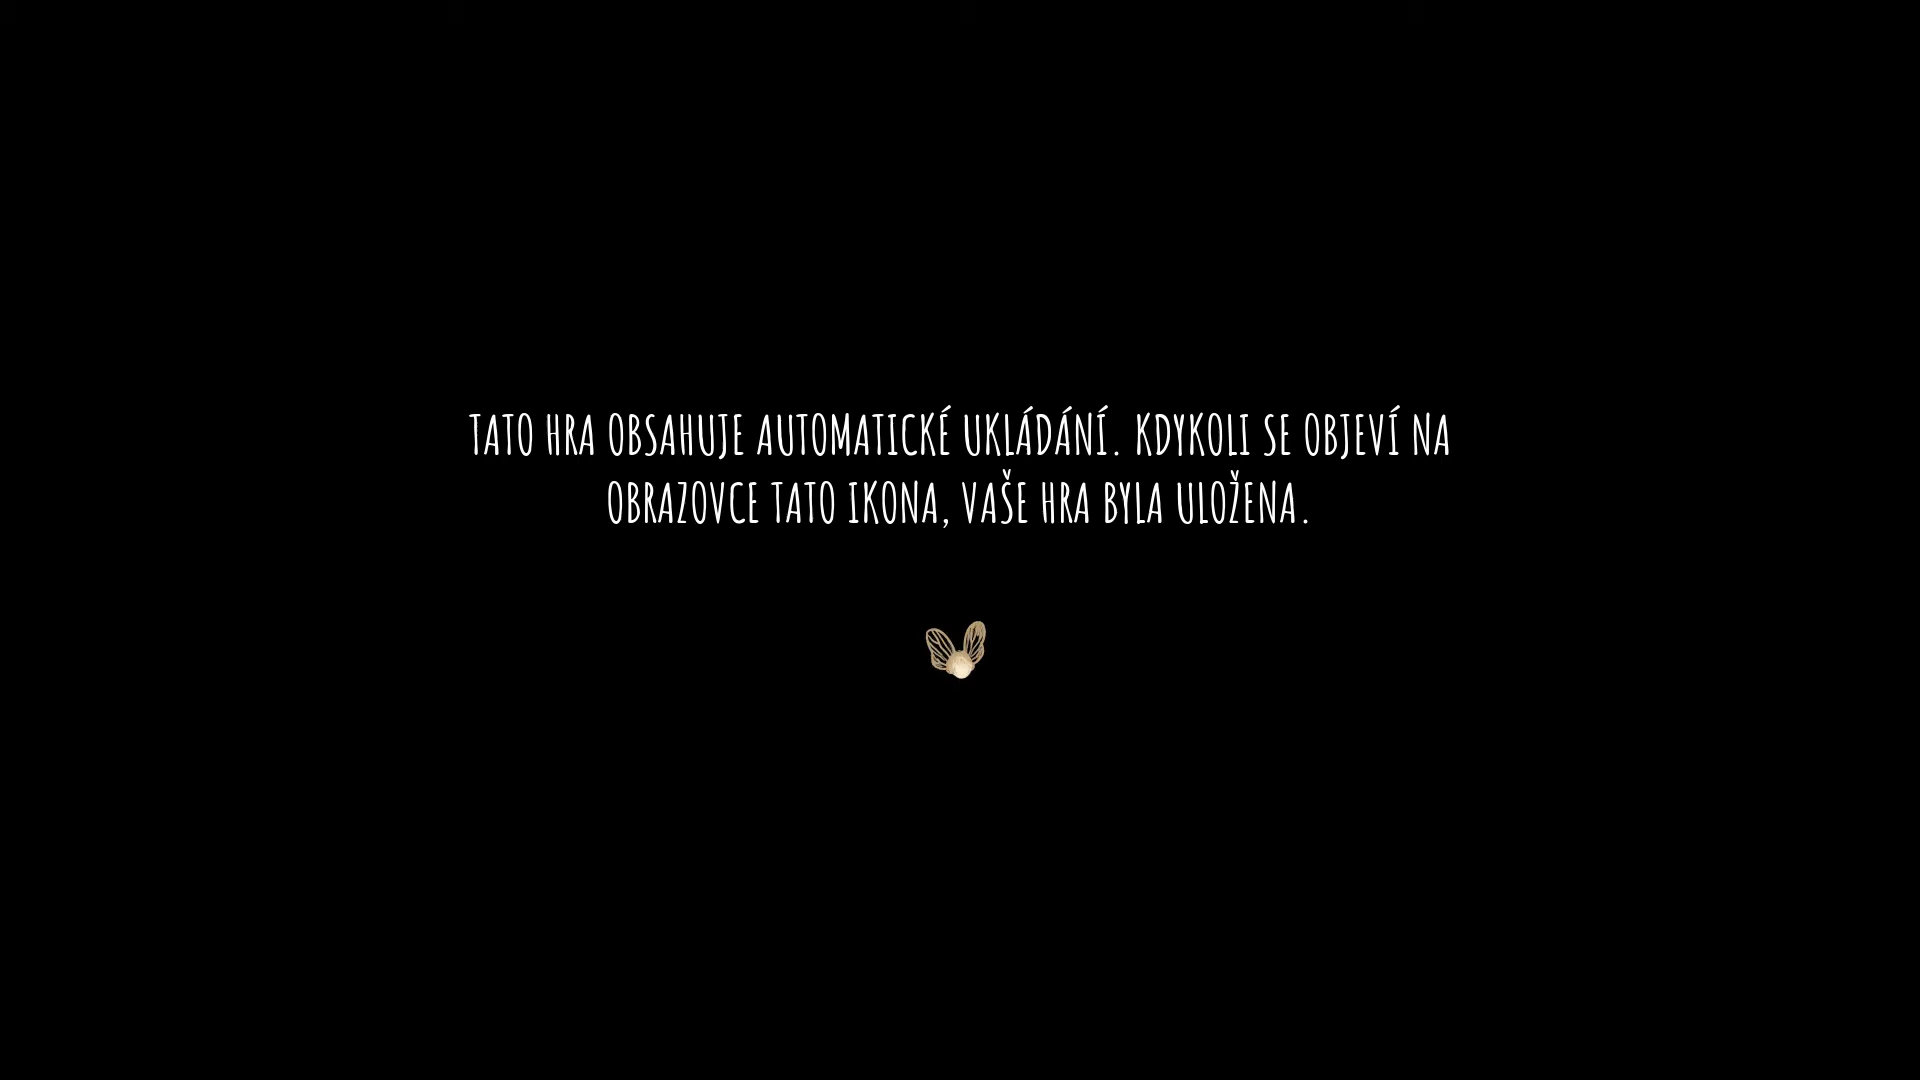 TATO HRA OBSAHUJE AUTOMATICKÉ UKLÁDÁNÍ. KDYKOLI SE OBJEVÍ NA
OBRAZOVCE TATO IKONA, VAŠE HRA BYLA ULOŽENA.